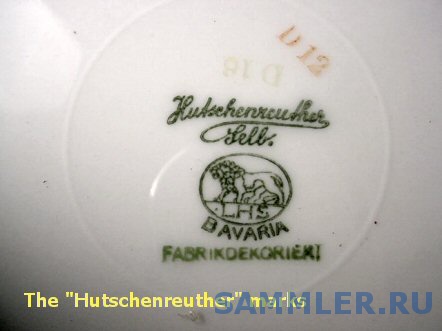 D 12
D 16
Hutschenreuther
Selb.
LHS
BAVARIA
FABRIKDEKORIERT
The "Hutschenreuther" marks
SAMMLER.RU